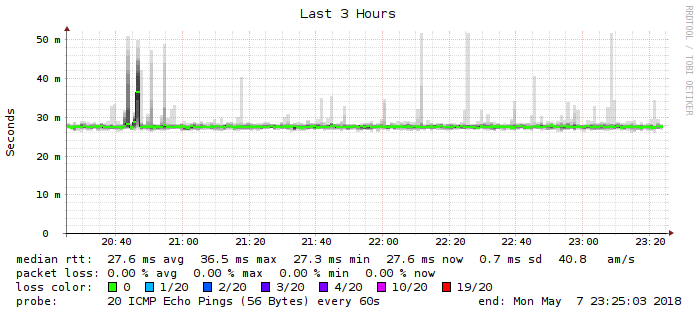 Last 3 Hours
RRDTOOL / TOBI OETIKER
Seconds
50 m
40 m
30 m
20 m
10 m
0
20:40 21:00 21:20 21:40 22:00 22:20 22:40 23:00 23:20
median rtt: 27.6 ms avg 36.5 ms max 27.3 ms min 27.6 ms now 0.7 ms sd 40.8 am/s
packet loss: 0.00 % avg 0.00 % max 0.00 % min 0.00 % now
loss color: 0 1/20 2/20 3/20 4/20 10/20 19/20
probe: 20 ICMP Echo Pings (56 Bytes) every 60s end: Mon May 7 23:25:03 2018